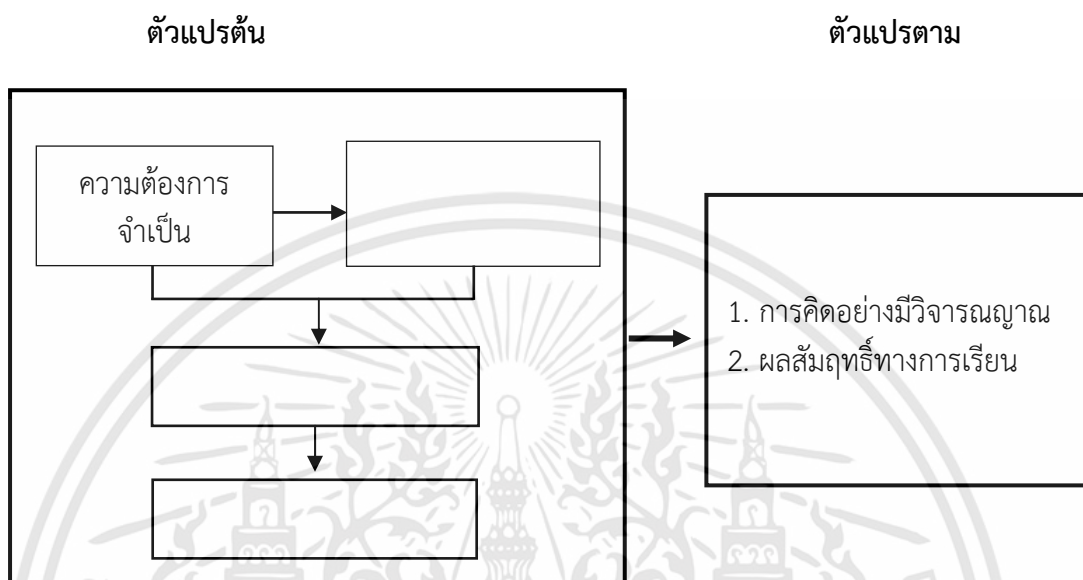 ตัวแปรต้น
ตัวแปรตาม
ความต้องการ
จำเป็น
1. การคิดอย่างมีวิจารณญาณ
2. ผลสัมฤทธิ์ทางการเรียน